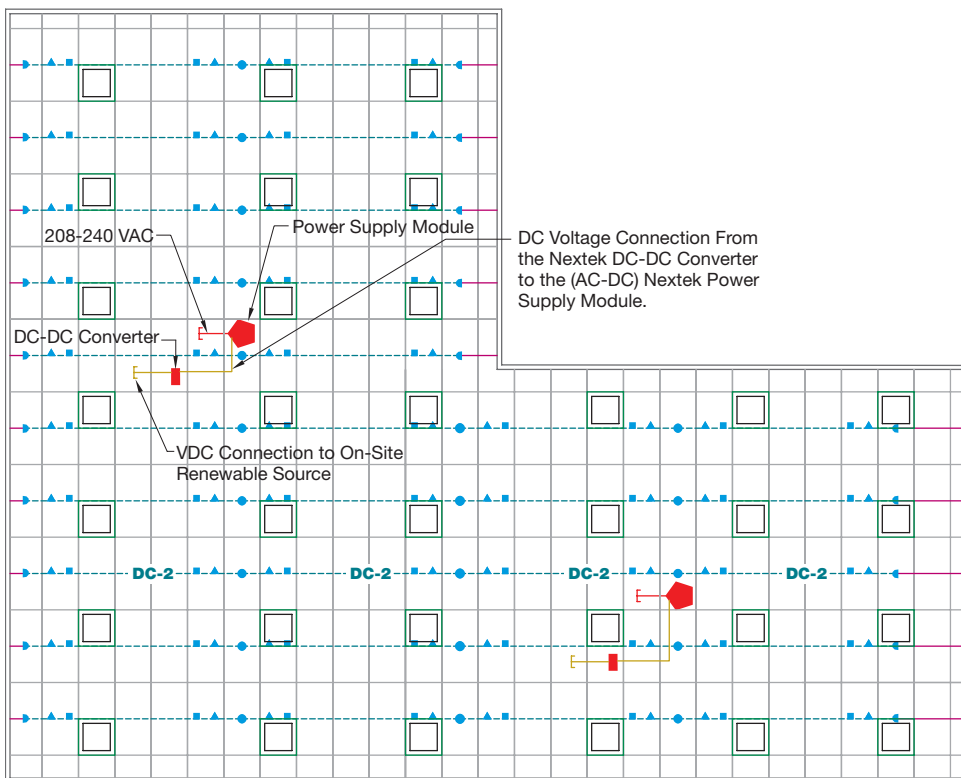 208-240 VAC
Power Supply Module
DC Voltage Connection From
the Nextek DC-DC Converter
to the (AC-DC) Nextek Power
Supply Module.
DC-DC Converter
VDC Connection to On-Site
Renewable Source
DC-2
DC-2
DC-2
DC-2